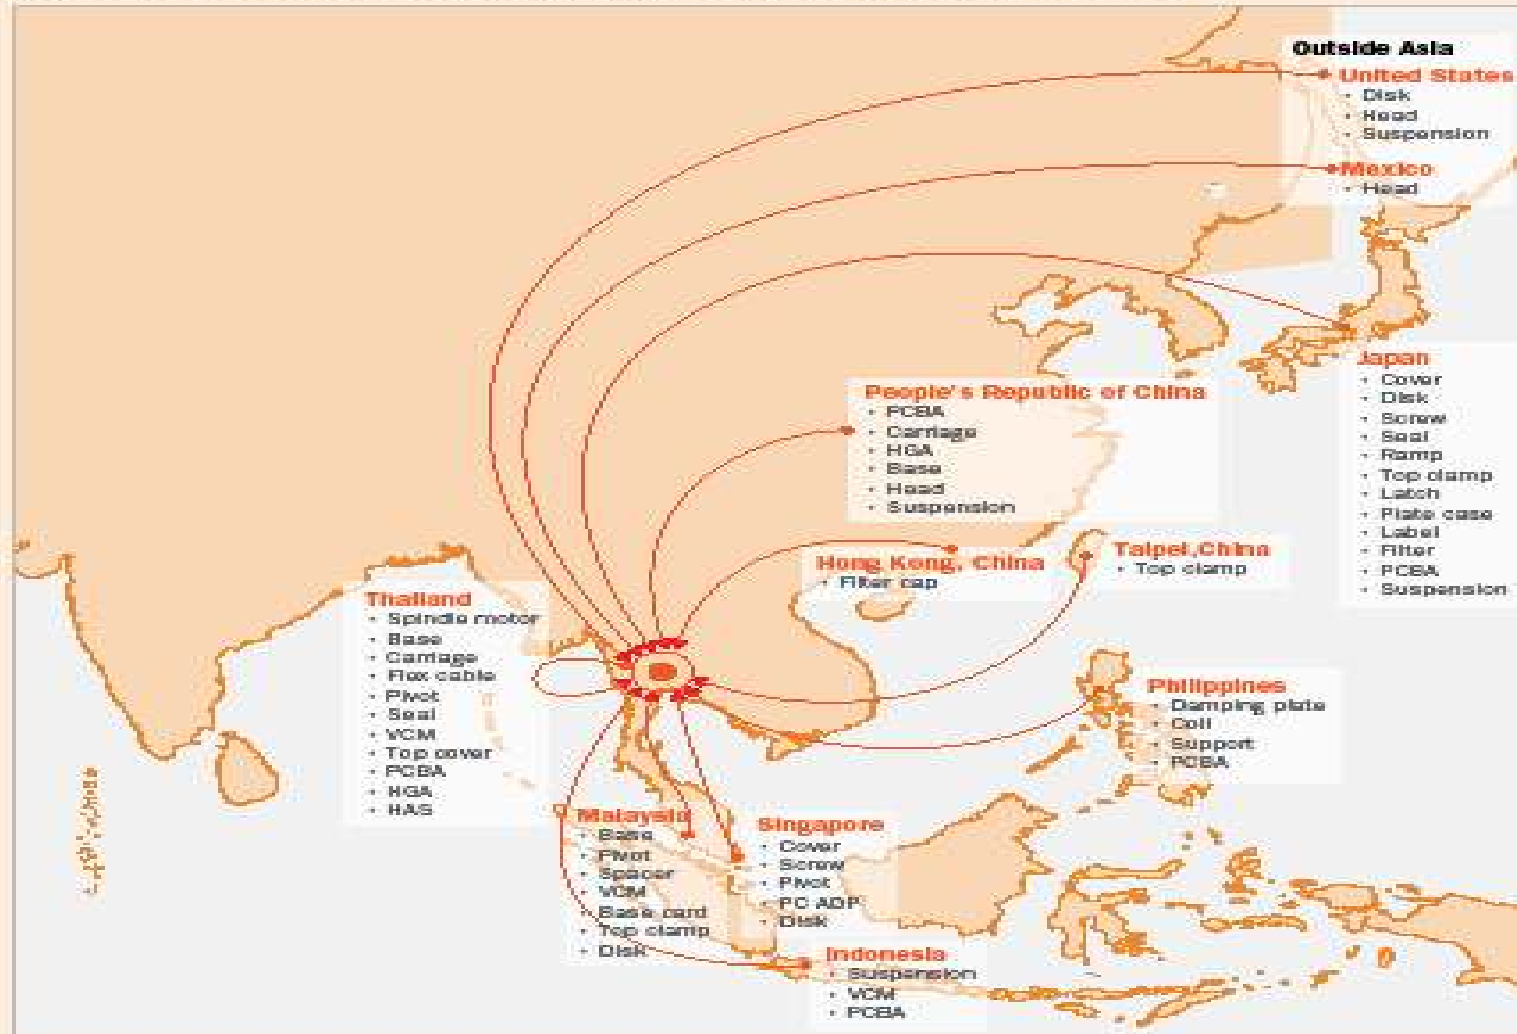 Outside Asia
United States
• Disk
• Head
• Suspension
Mexico
• Head
Japan
• Cover
• Disk
• Screw
• Seal
• Ramp
• Top clamp
• Latch
• Plate case
• Label
• Filter
• PCBA
• Suspension
People's Republic of China
• PCBA
• Carriage
• HGA
• Base
• Head
• Suspension
Taipei,China
• Top clamp
Hong Kong, China
• Filter cap
Thailand
• Spindle motor
• Base
• Carriage
• Flex cable
• Pivot
• Seal
• VCM
• Top cover
• PCBA
• HGA
• HAS
Philippines
• Damping plate
• Coil
• Support
• PCBA
Malaysia
• Base
• Pivot
• Spacer
• VCM
• Base card
• Top clamp
• Disk
Singapore
• Cover
• Screw
• Pivot
• PC ADP
• Disk
Indonesia
• Suspension
• VCM
• PCBA